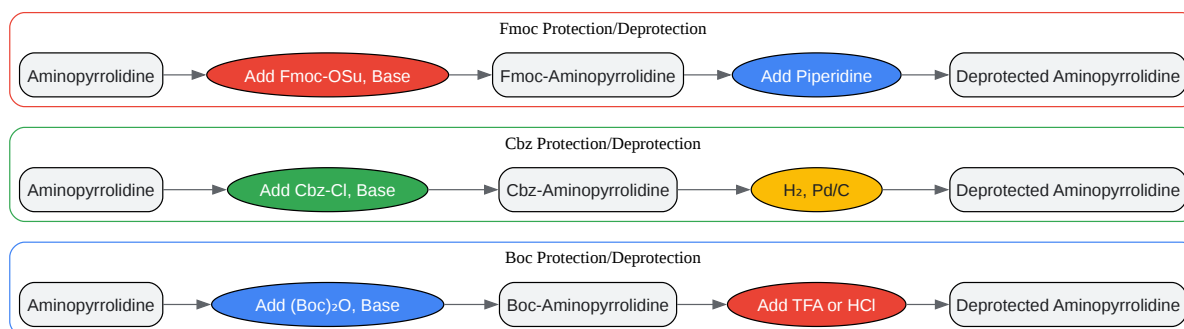 Fmoc Protection/Deprotection
Aminopyrrolidine
Add Fmoc-OSu, Base
Fmoc-Aminopyrrolidine
Add Piperidine
Deprotected Aminopyrrolidine
Cbz Protection/Deprotection
Aminopyrrolidine
Add Cbz-Cl, Base
Cbz-Aminopyrrolidine
H₂, Pd/C
Deprotected Aminopyrrolidine
Boc Protection/Deprotection
Aminopyrrolidine
Add (Boc)₂O, Base
Boc-Aminopyrrolidine
Add TFA or HCl
Deprotected Aminopyrrolidine